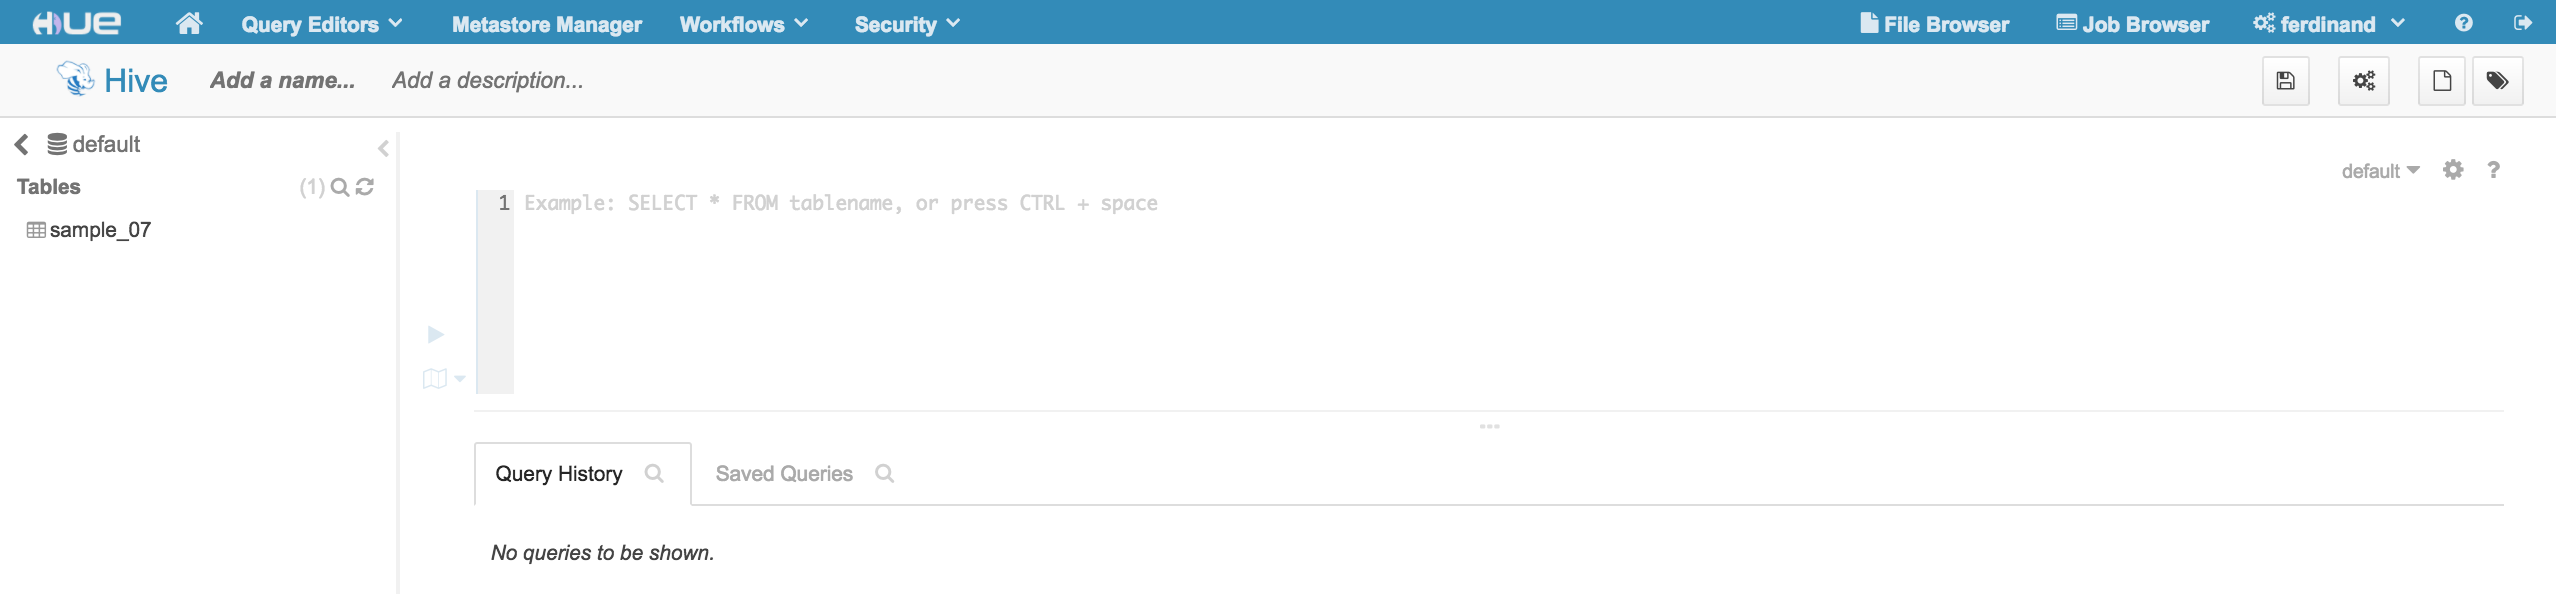 HUE Query Editors Metastore Manager Workflows Security File Browser Job Browser ferdinand ?
Hive Add a name... Add a description...
default
default ?
Tables (1)
1 Example: SELECT * FROM tablename, or press CTRL + space
sample_07
Query History Saved Queries
No queries to be shown.